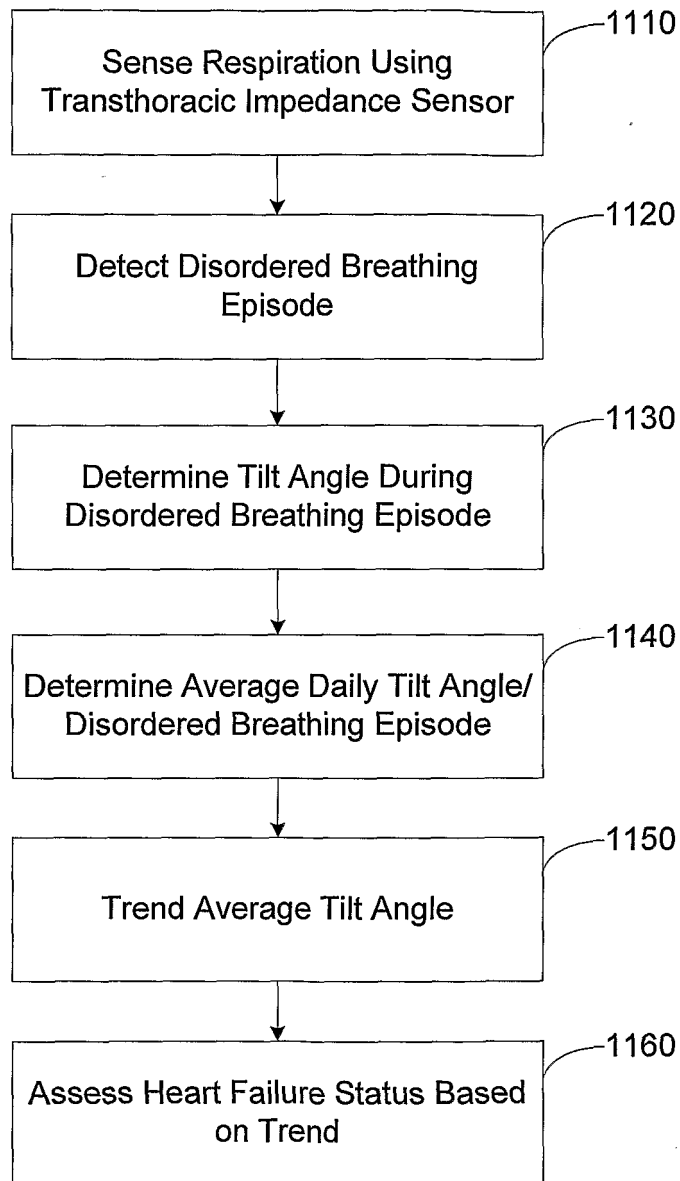 1110
Sense Respiration Using
Transthoracic Impedance Sensor
1120
Detect Disordered Breathing
Episode
1130
Determine Tilt Angle During
Disordered Breathing Episode
1140
Determine Average Daily Tilt Angle/
Disordered Breathing Episode
1150
Trend Average Tilt Angle
1160
Assess Heart Failure Status Based
on Trend